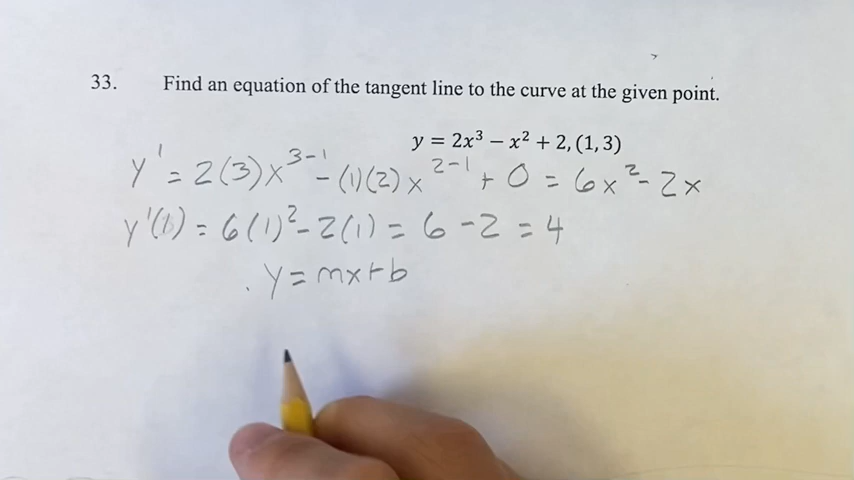 33. Find an equation of the tangent line to the curve at the given point.
y = 2x³ − x² + 2, (1, 3)
y' = 2(3)x³⁻¹ - (1)(2)x²⁻¹ + 0 = 6x² - 2x
y'(1) = 6(1)² - 2(1) = 6 - 2 = 4
y = mx + b